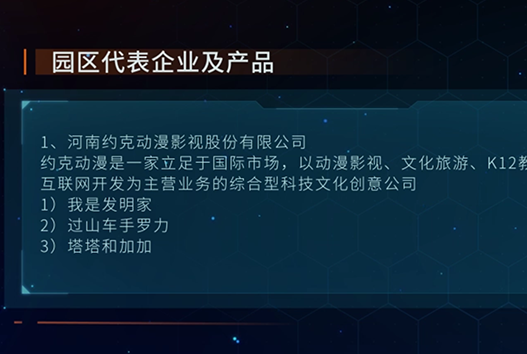 园区代表企业及产品
1、河南约克动漫影视股份有限公司
约克动漫是一家立足于国际市场，以动漫影视、文化旅游、K12教
互联网开发为主营业务的综合型科技文化创意公司
1）我是发明家
2）过山车手罗力
3）塔塔和加加